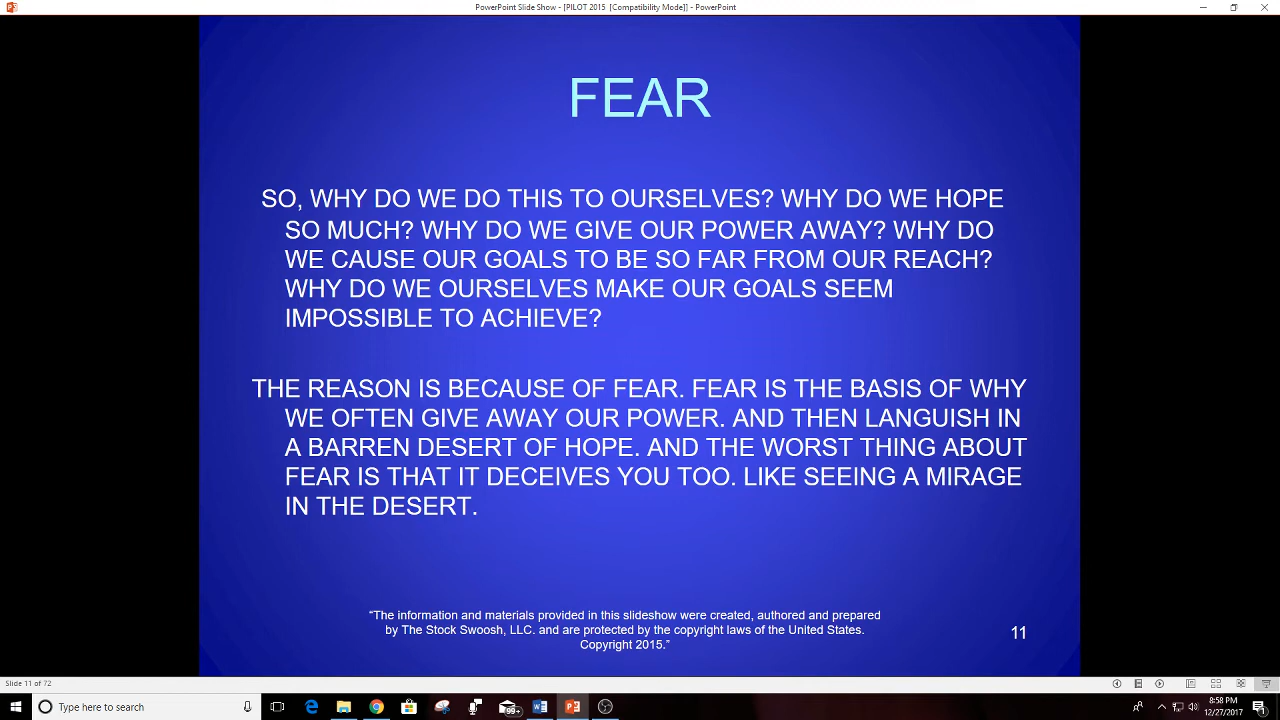 PowerPoint Slide Show - [PILOT 2015 [Compatibility Mode]] - PowerPoint
FEAR
SO, WHY DO WE DO THIS TO OURSELVES? WHY DO WE HOPE
SO MUCH? WHY DO WE GIVE OUR POWER AWAY? WHY DO
WE CAUSE OUR GOALS TO BE SO FAR FROM OUR REACH?
WHY DO WE OURSELVES MAKE OUR GOALS SEEM
IMPOSSIBLE TO ACHIEVE?
THE REASON IS BECAUSE OF FEAR. FEAR IS THE BASIS OF WHY
WE OFTEN GIVE AWAY OUR POWER. AND THEN LANGUISH IN
A BARREN DESERT OF HOPE. AND THE WORST THING ABOUT
FEAR IS THAT IT DECEIVES YOU TOO. LIKE SEEING A MIRAGE
IN THE DESERT.
“The information and materials provided in this slideshow were created, authored and prepared
by The Stock Swoosh, LLC. and are protected by the copyright laws of the United States.
Copyright 2015.”
11
Slide 11 of 72
Type here to search
99+
8:58 PM
12/27/2017
1